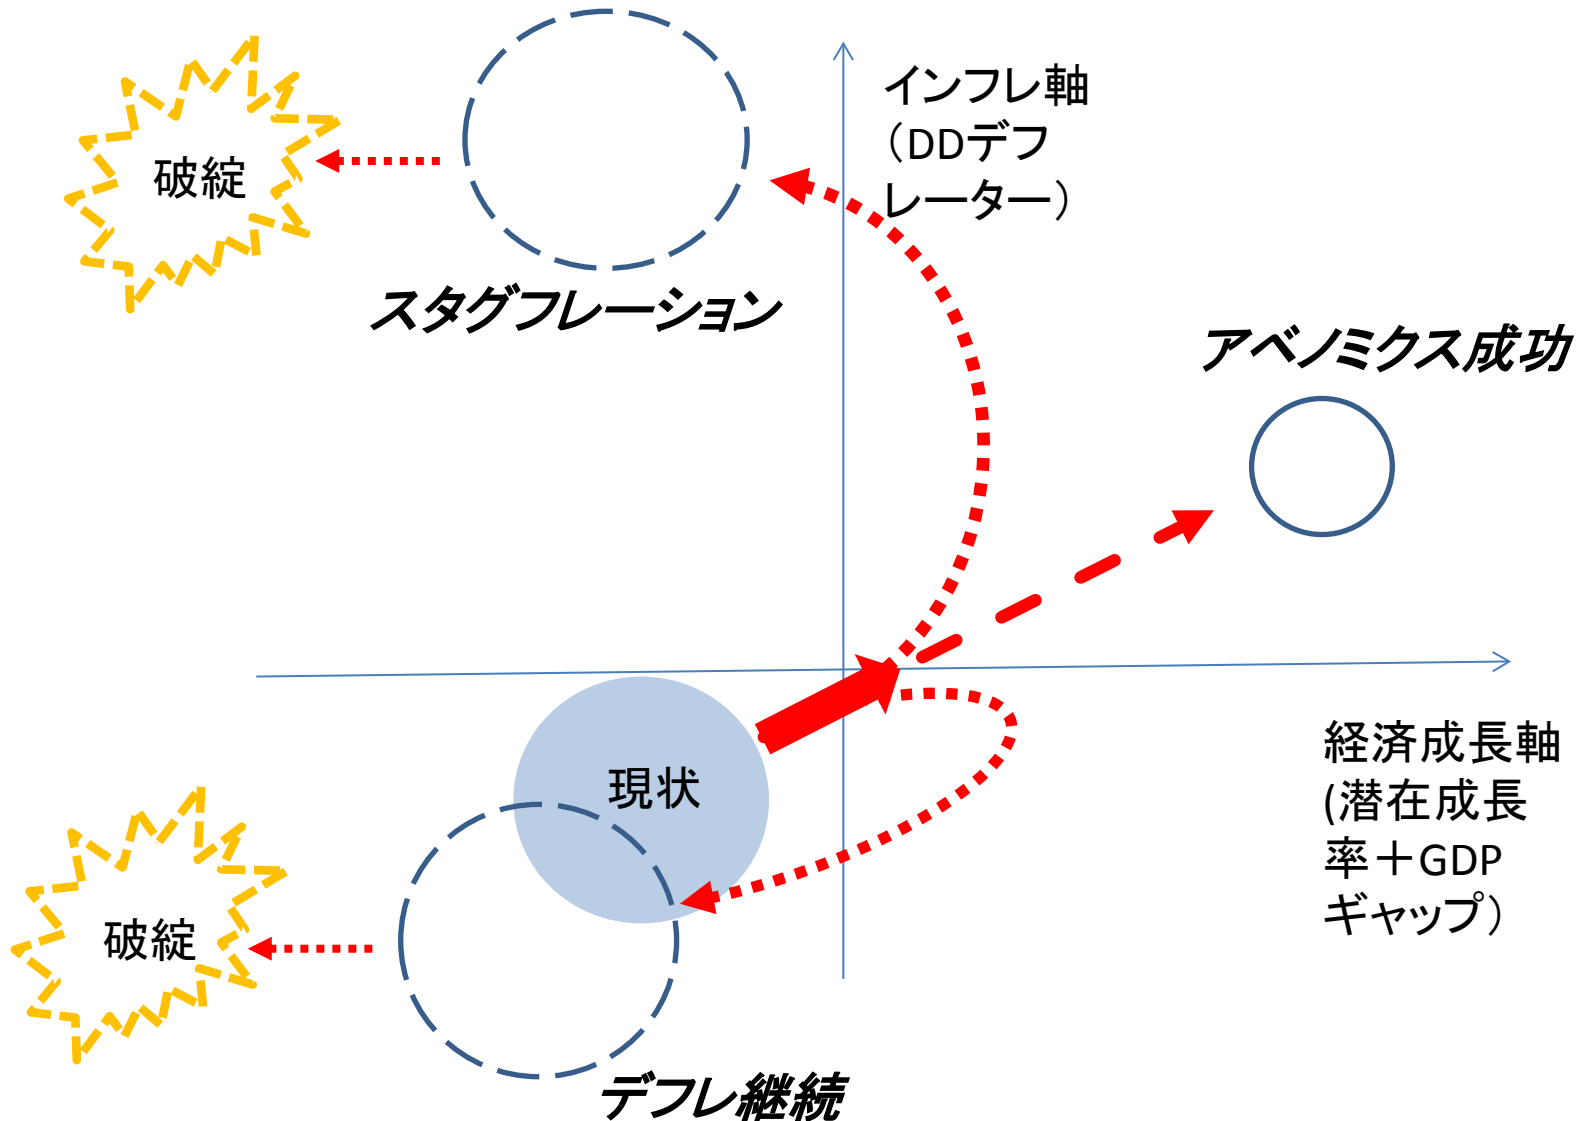 インフレ軸
（DDデフ
レーター）
破綻
スタグフレーション
アベノミクス成功
経済成長軸
(潜在成長
率＋GDP
ギャップ）
現状
破綻
デフレ継続